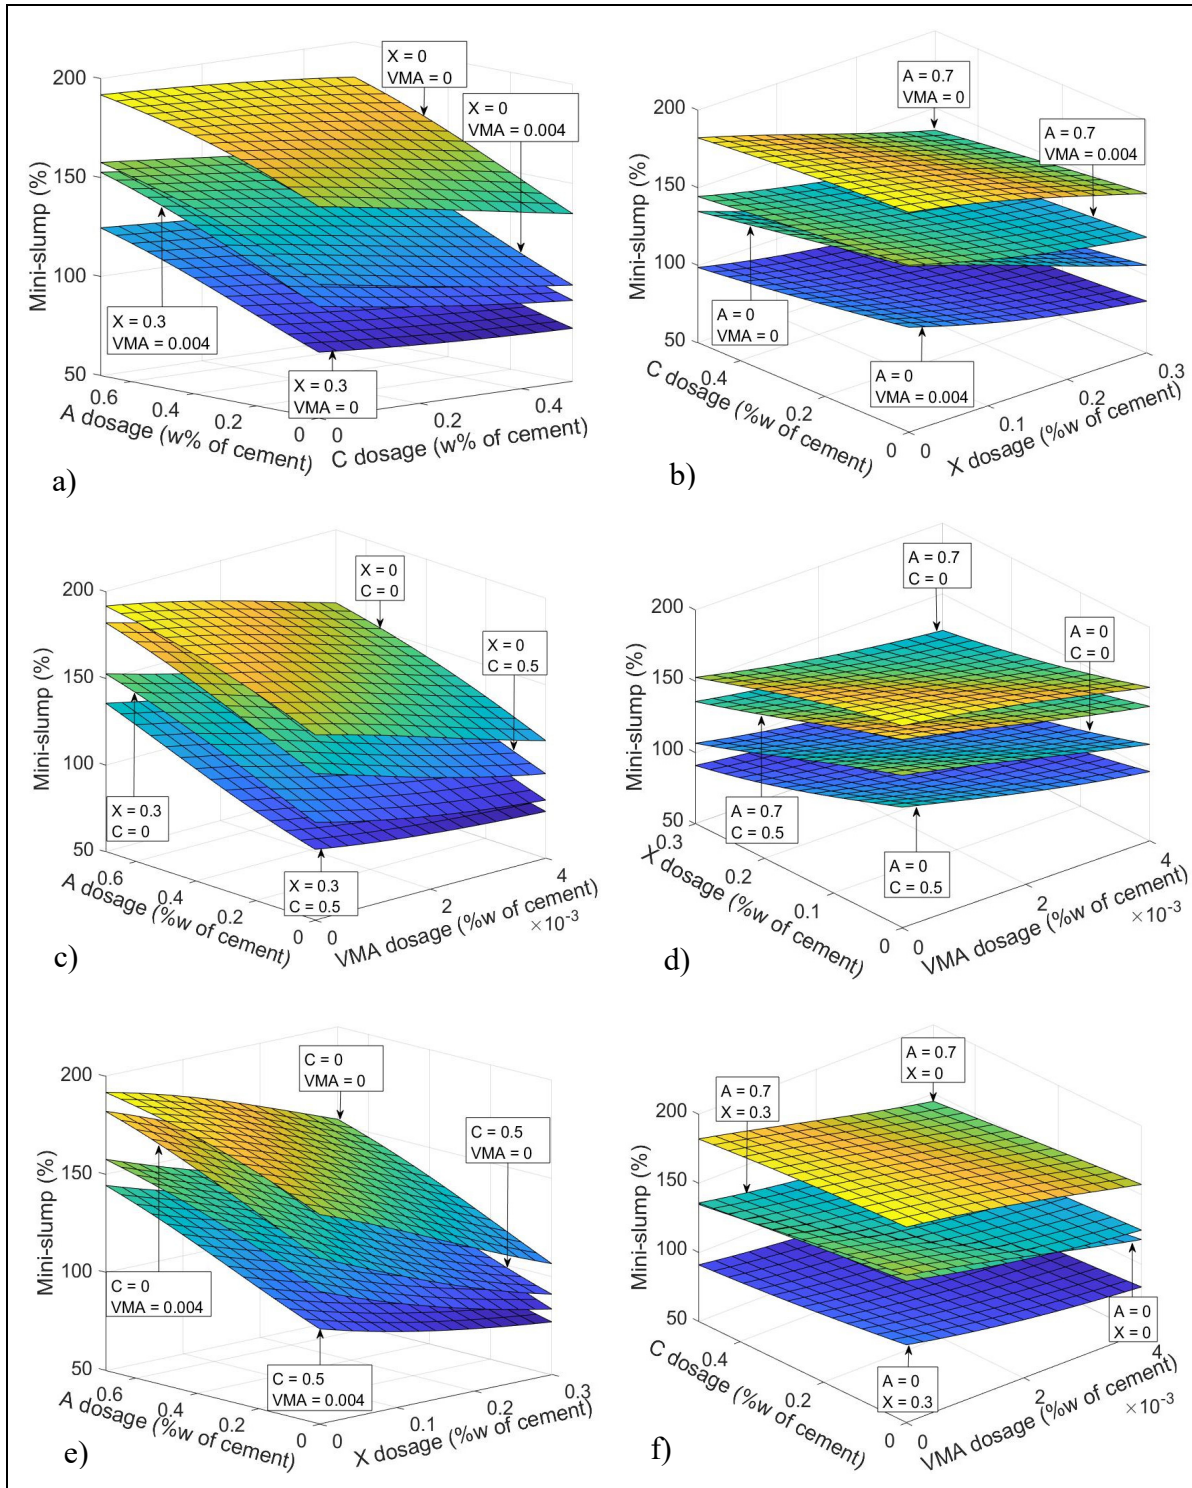 X = 0
VMA = 0
X = 0
VMA = 0.004
X = 0.3
VMA = 0.004
X = 0.3
VMA = 0
200
150
100
50
Mini-slump (%)
0.6
0.4
0.2
0
A dosage (w% of cement)
0
0.2
0.4
C dosage (w% of cement)
a)
A = 0.7
VMA = 0
A = 0.7
VMA = 0.004
A = 0
VMA = 0
A = 0
VMA = 0.004
200
150
100
50
Mini-slump (%)
0.4
0.2
0
C dosage (%w of cement)
0
0.1
0.2
0.3
X dosage (%w of cement)
b)
X = 0
C = 0
X = 0
C = 0.5
X = 0.3
C = 0
X = 0.3
C = 0.5
200
150
100
50
Mini-slump (%)
0.6
0.4
0.2
0
A dosage (%w of cement)
0
2
4
×10-3
VMA dosage (%w of cement)
c)
A = 0.7
C = 0
A = 0
C = 0
A = 0.7
C = 0.5
A = 0
C = 0.5
200
150
100
50
Mini-slump (%)
0.3
0.2
0.1
0
X dosage (%w of cement)
0
2
4
×10-3
VMA dosage (%w of cement)
d)
C = 0
VMA = 0
C = 0.5
VMA = 0
C = 0
VMA = 0.004
C = 0.5
VMA = 0.004
200
150
100
50
Mini-slump (%)
0.6
0.4
0.2
0
A dosage (%w of cement)
0
0.1
0.2
0.3
X dosage (%w of cement)
e)
A = 0.7
X = 0
A = 0.7
X = 0.3
A = 0
X = 0
A = 0
X = 0.3
200
150
100
50
Mini-slump (%)
0.4
0.2
0
C dosage (%w of cement)
0
2
4
×10-3
VMA dosage (%w of cement)
f)